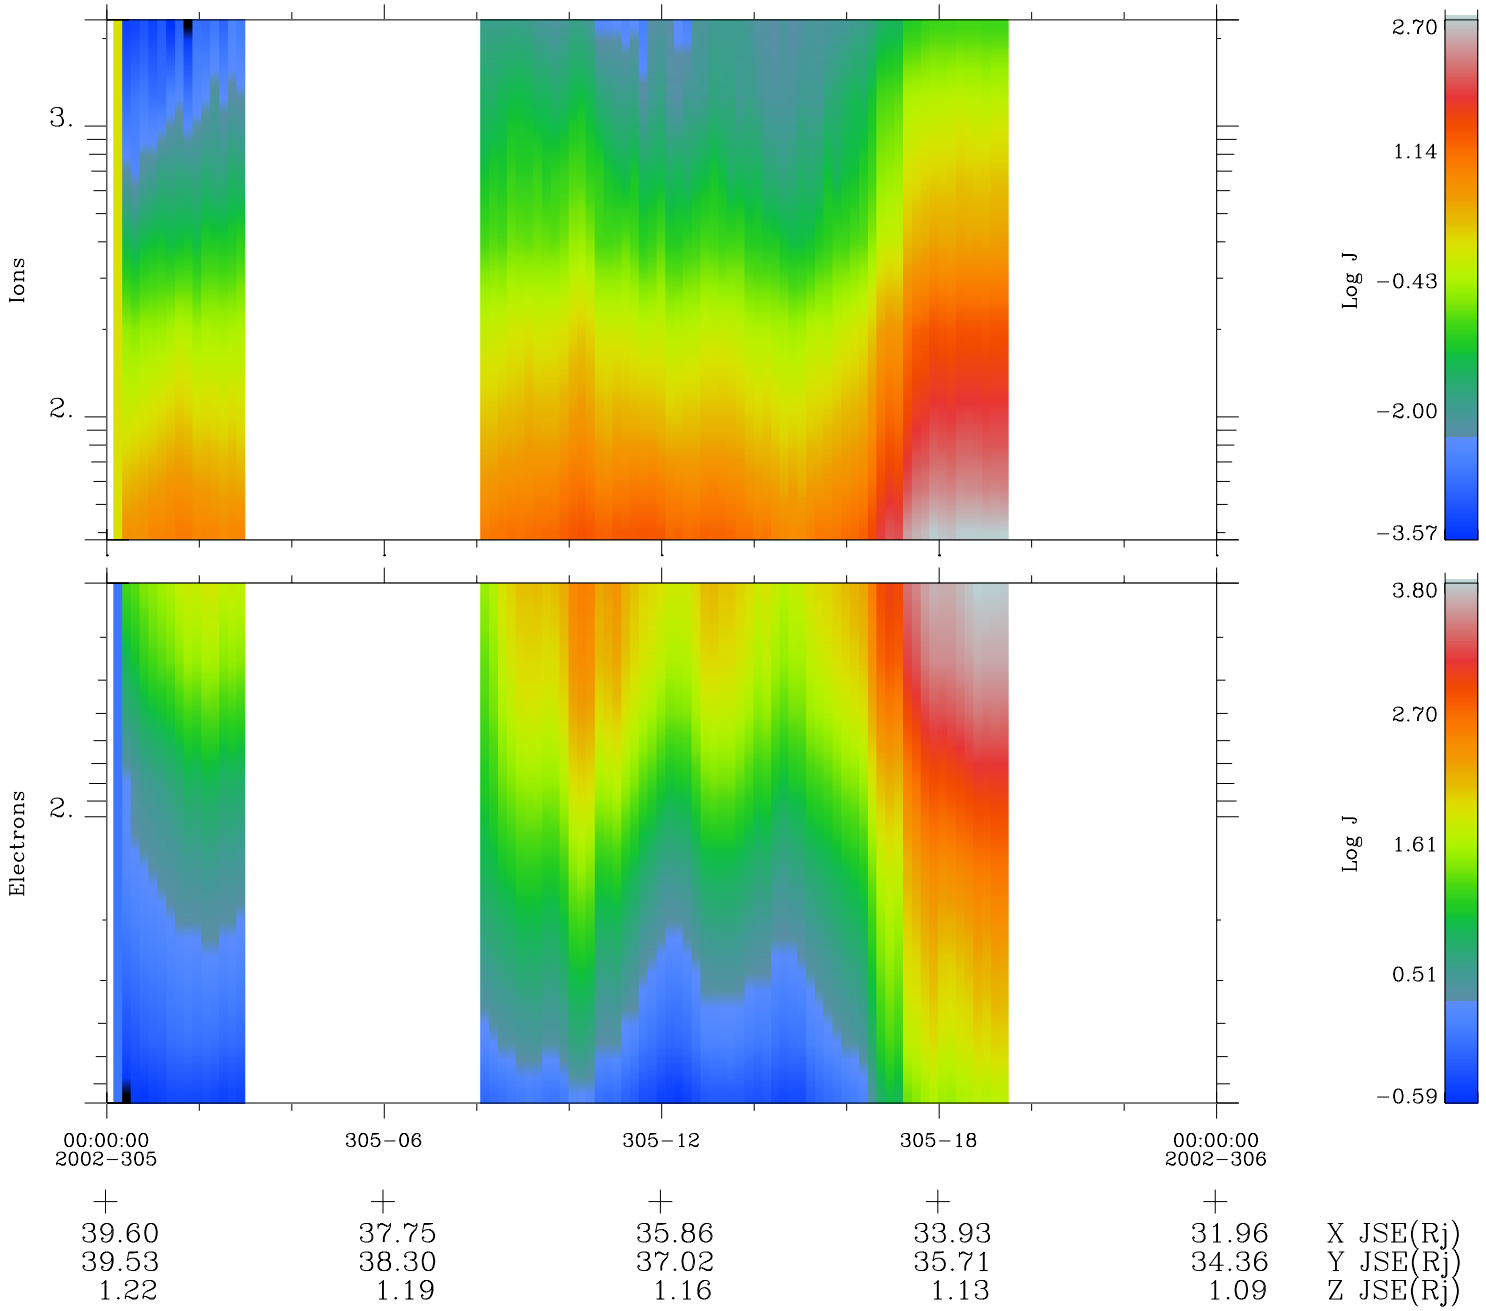 3.
2.
Ions
2.70
1.14
−0.43
−2.00
−3.57
Log J
2.
Electrons
3.80
2.70
1.61
0.51
−0.59
Log J
00:00:00 305−06 305−12 305−18 00:00:00
2002−305 2002−306
39.60 37.75 35.86 33.93 31.96 X JSE(Rj)
39.53 38.30 37.02 35.71 34.36 Y JSE(Rj)
1.22 1.19 1.16 1.13 1.09 Z JSE(Rj)